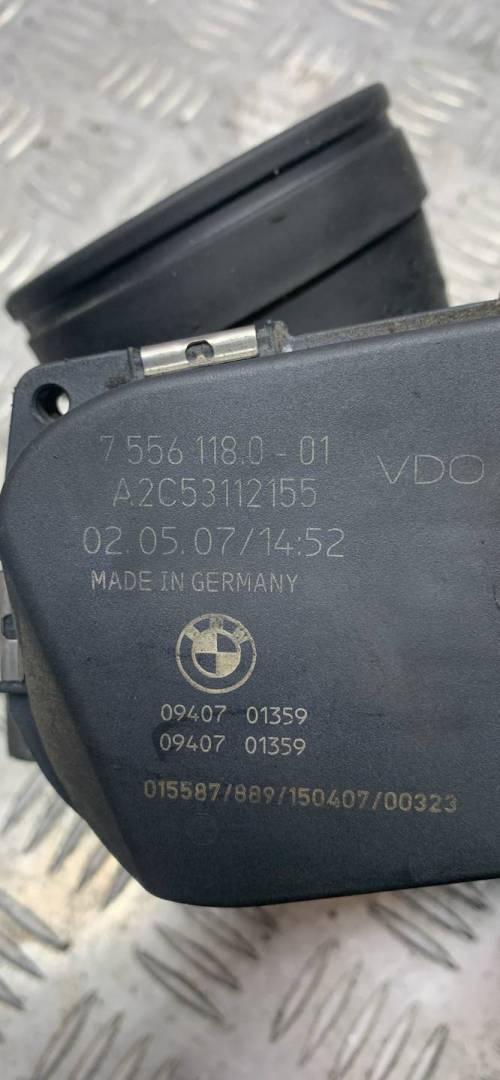 7 556 118.0 - 01
VDO
A2C53112155
02.05.07/14:52
MADE IN GERMANY
BMW
09407 01359
09407 01359
015587/889/150407/00323